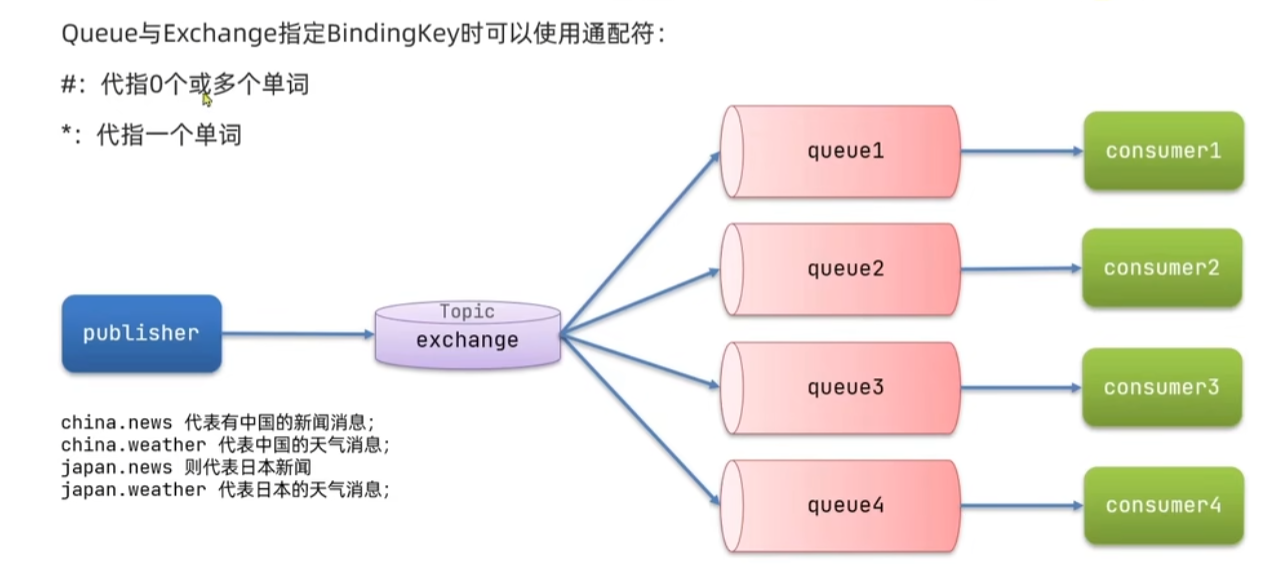 Queue与Exchange指定BindingKey时可以使用通配符：
#：代指0个或多个单词
*：代指一个单词
queue1
consumer1
queue2
consumer2
publisher
Topic
exchange
queue3
consumer3
china.news 代表有中国的新闻消息；
china.weather 代表中国的天气消息；
japan.news 则代表日本新闻
japan.weather 代表日本的天气消息；
queue4
consumer4